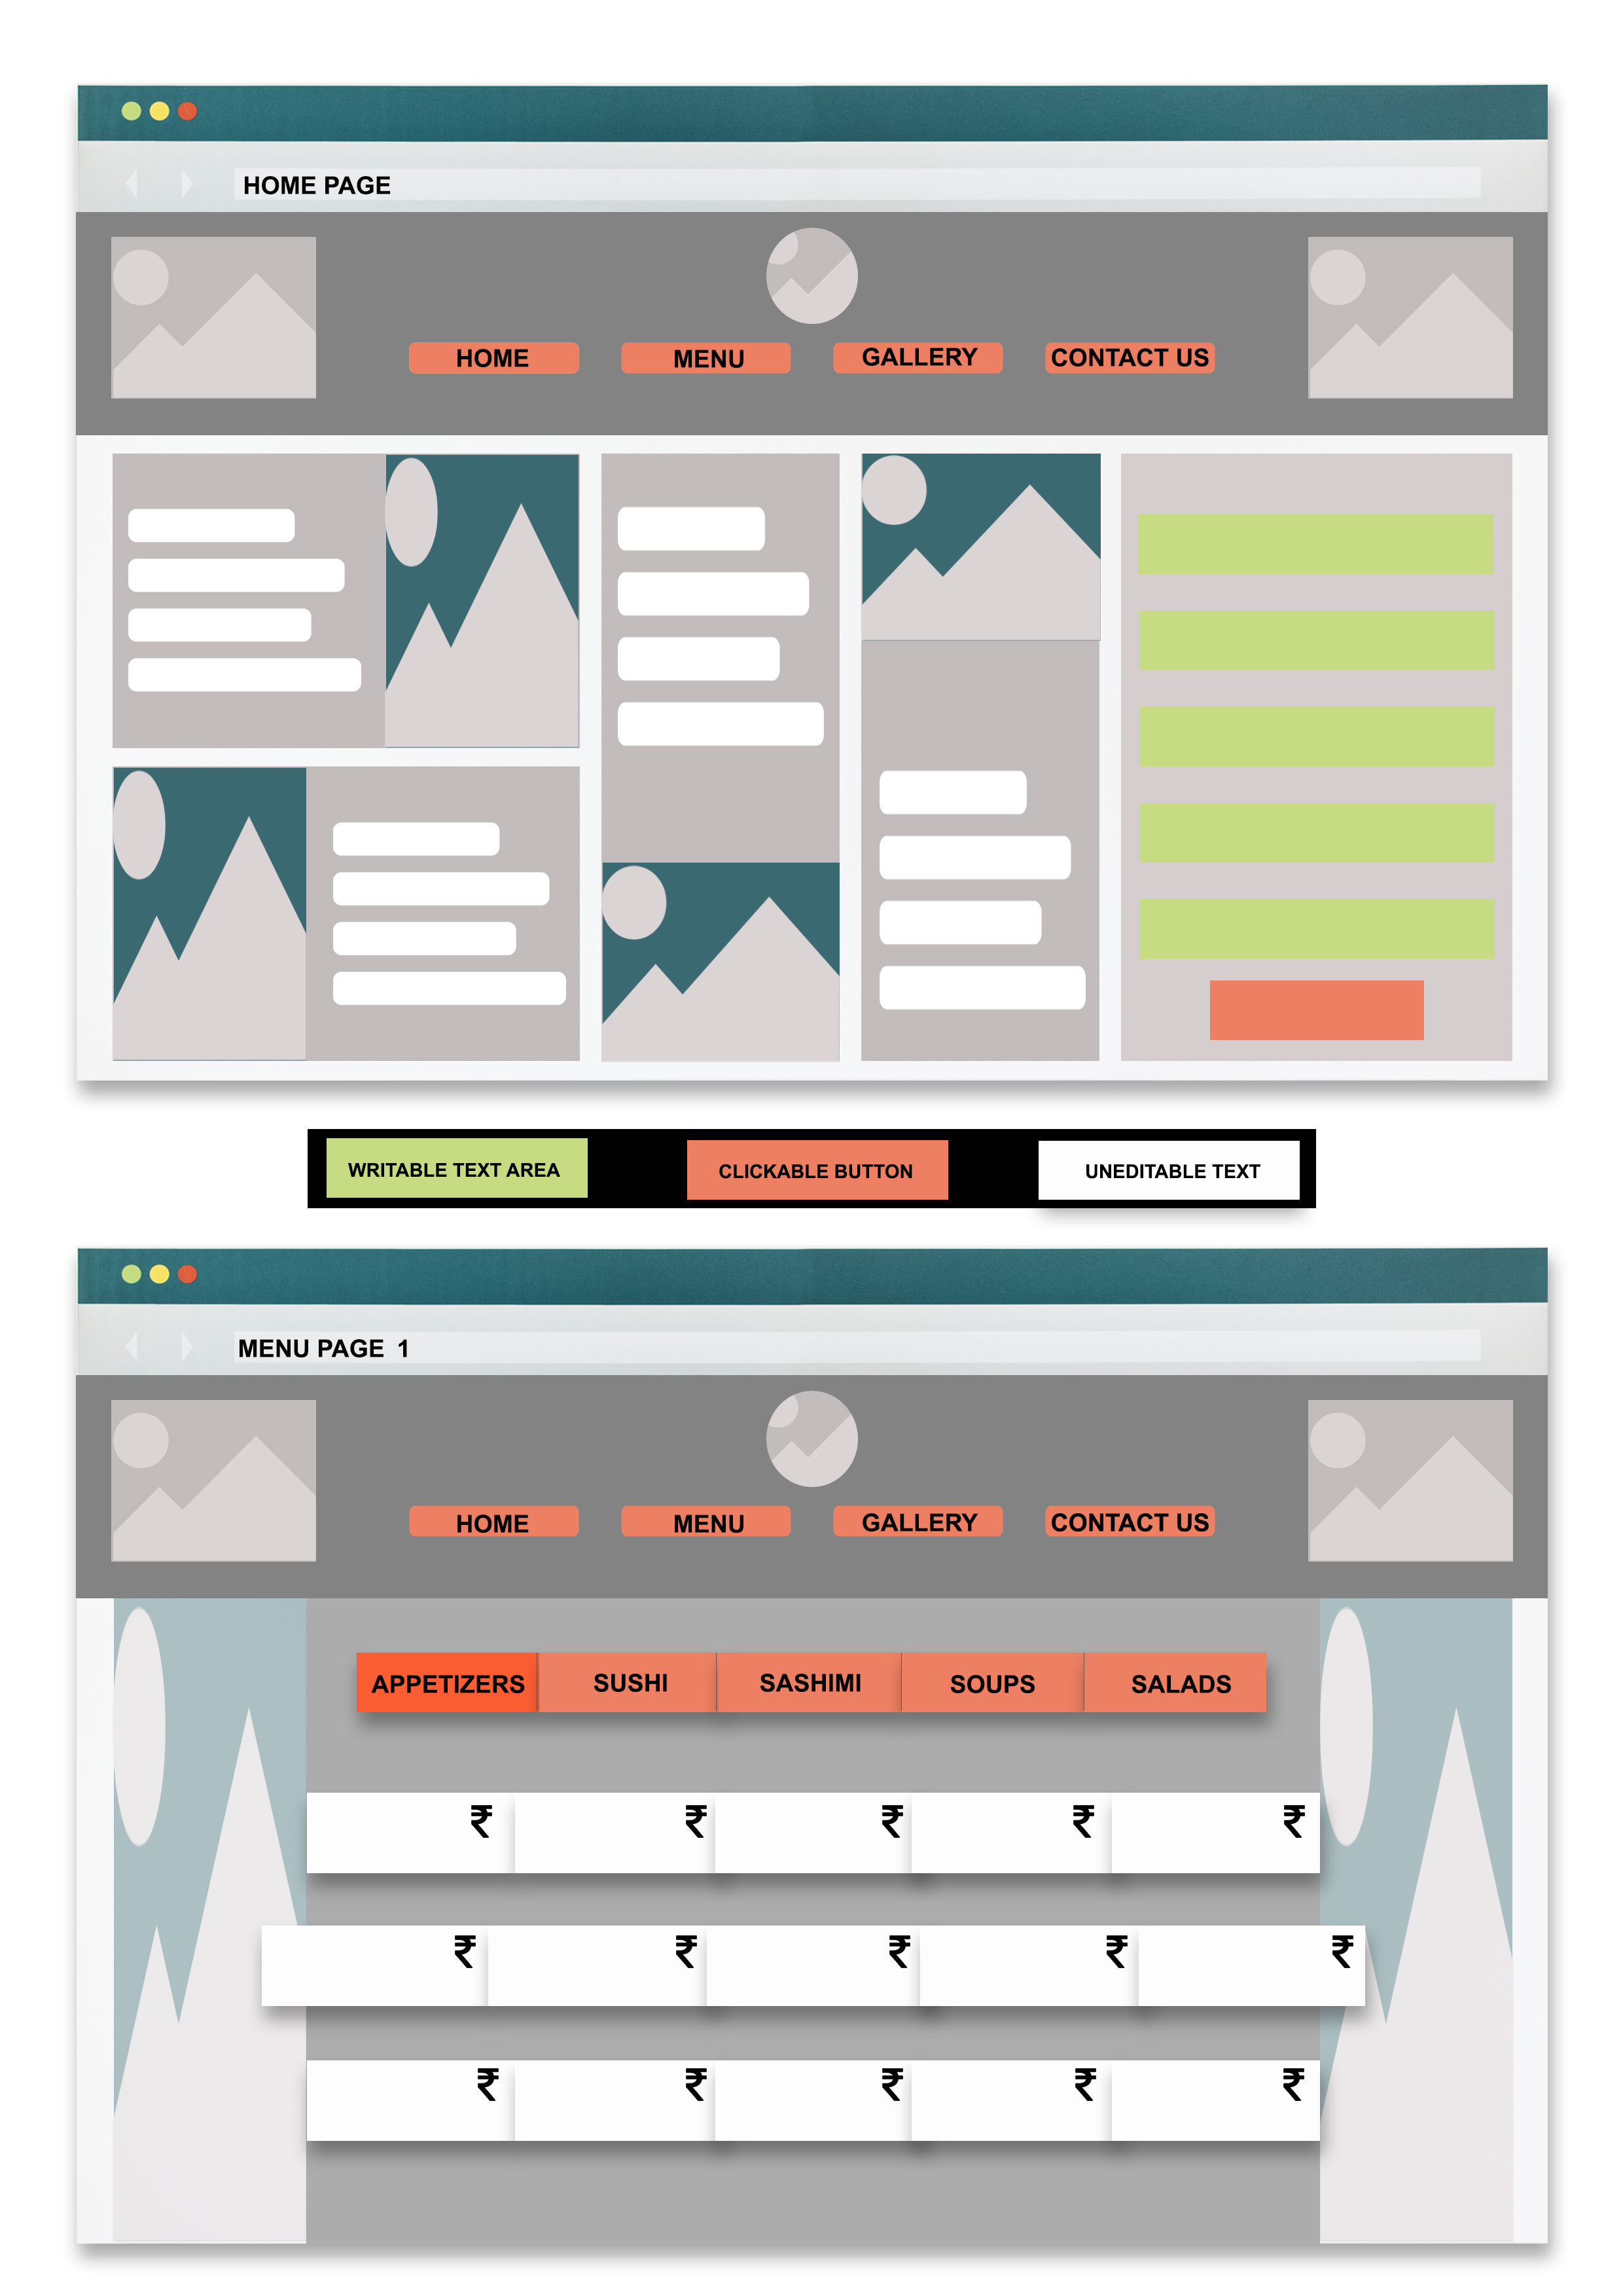 HOME PAGE
HOME MENU GALLERY CONTACT US
WRITABLE TEXT AREA CLICKABLE BUTTON UNEDITABLE TEXT
MENU PAGE 1
HOME MENU GALLERY CONTACT US
APPETIZERS SUSHI SASHIMI SOUPS SALADS
₹ ₹ ₹ ₹ ₹
₹ ₹ ₹ ₹ ₹
₹ ₹ ₹ ₹ ₹